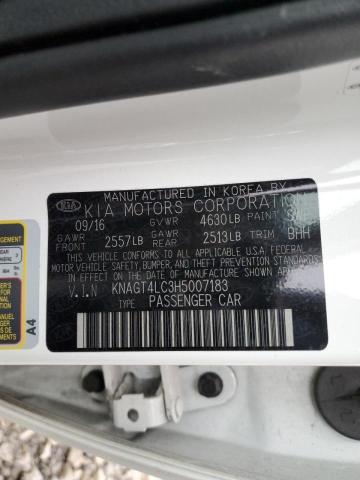 MANUFACTURED IN KOREA BY
KIA KIA MOTORS CORPORATION
09/16 GVWR 4630LB PAINT
GAWR FRONT 2557LB GAWR REAR 2513LB TRIM BHH
THIS VEHICLE CONFORMS TO ALL APPLICABLE U.S.A. FEDERAL
MOTOR VEHICLE SAFETY, BUMPER, AND THEFT PREVENTION
STANDARDS IN EFFECT ON THE DATE OF MANUFACTURE SHOWN ABOVE.
V.I.N KNAGT4LC3H5007183
PASSENGER CAR
A4